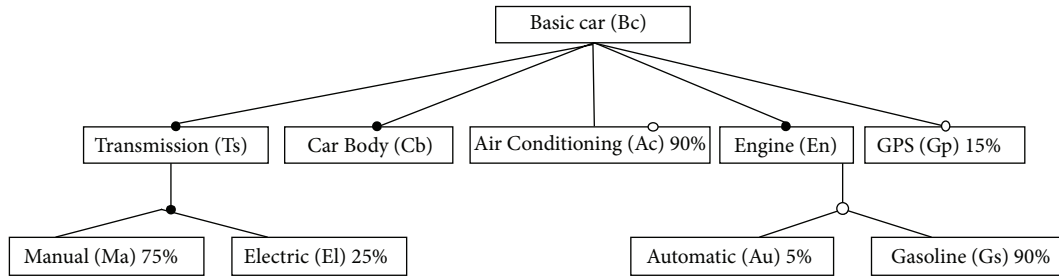 Basic car (Bc)
Transmission (Ts)
Car Body (Cb)
Air Conditioning (Ac) 90%
Engine (En)
GPS (Gp) 15%
Manual (Ma) 75%
Electric (El) 25%
Automatic (Au) 5%
Gasoline (Gs) 90%